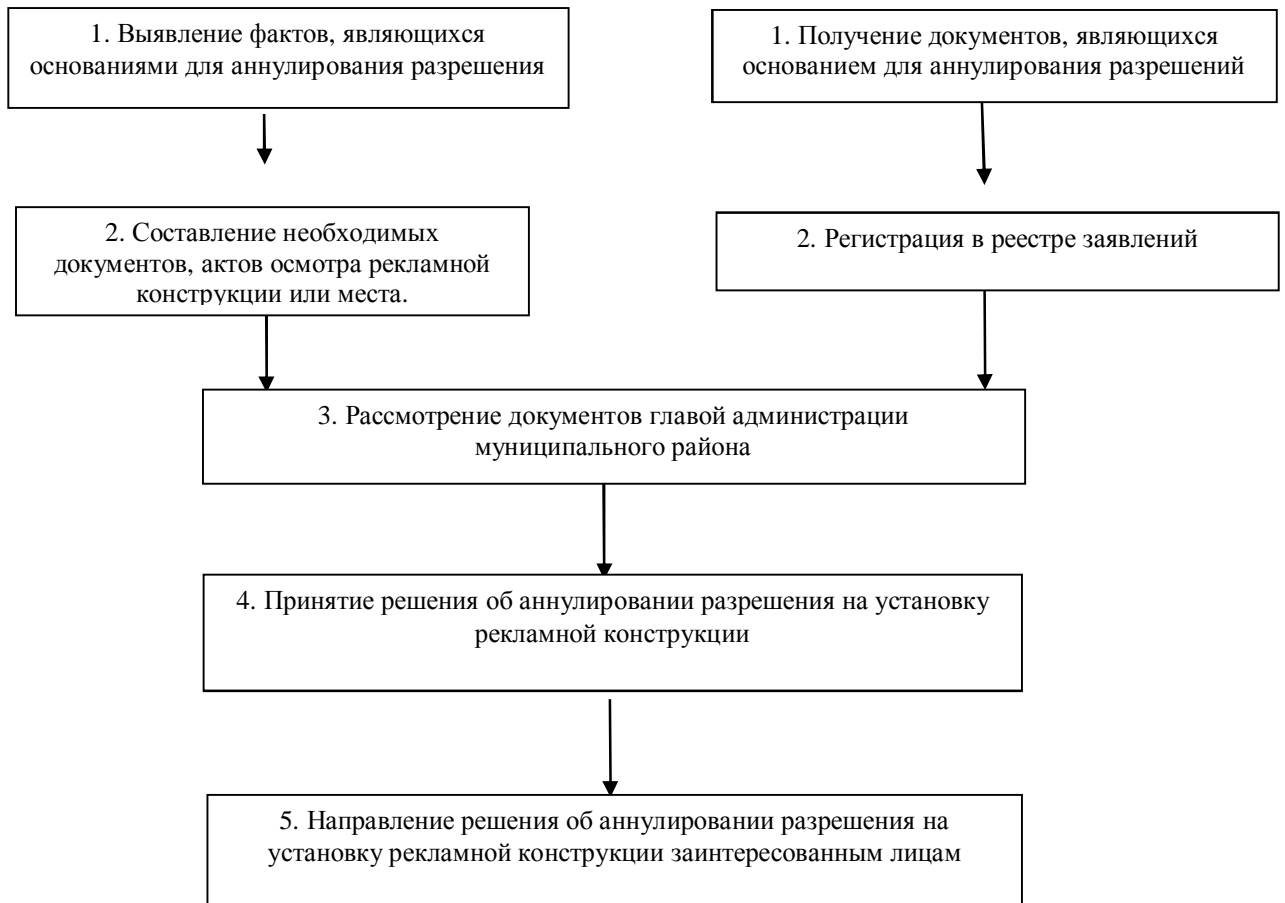 1. Выявление фактов, являющихся
основаниями для аннулирования разрешения
1. Получение документов, являющихся
основанием для аннулирования разрешений
2. Составление необходимых
документов, актов осмотра рекламной
конструкции или места.
2. Регистрация в реестре заявлений
3. Рассмотрение документов главой администрации
муниципального района
4. Принятие решения об аннулировании разрешения на установку
рекламной конструкции
5. Направление решения об аннулировании разрешения на
установку рекламной конструкции заинтересованным лицам